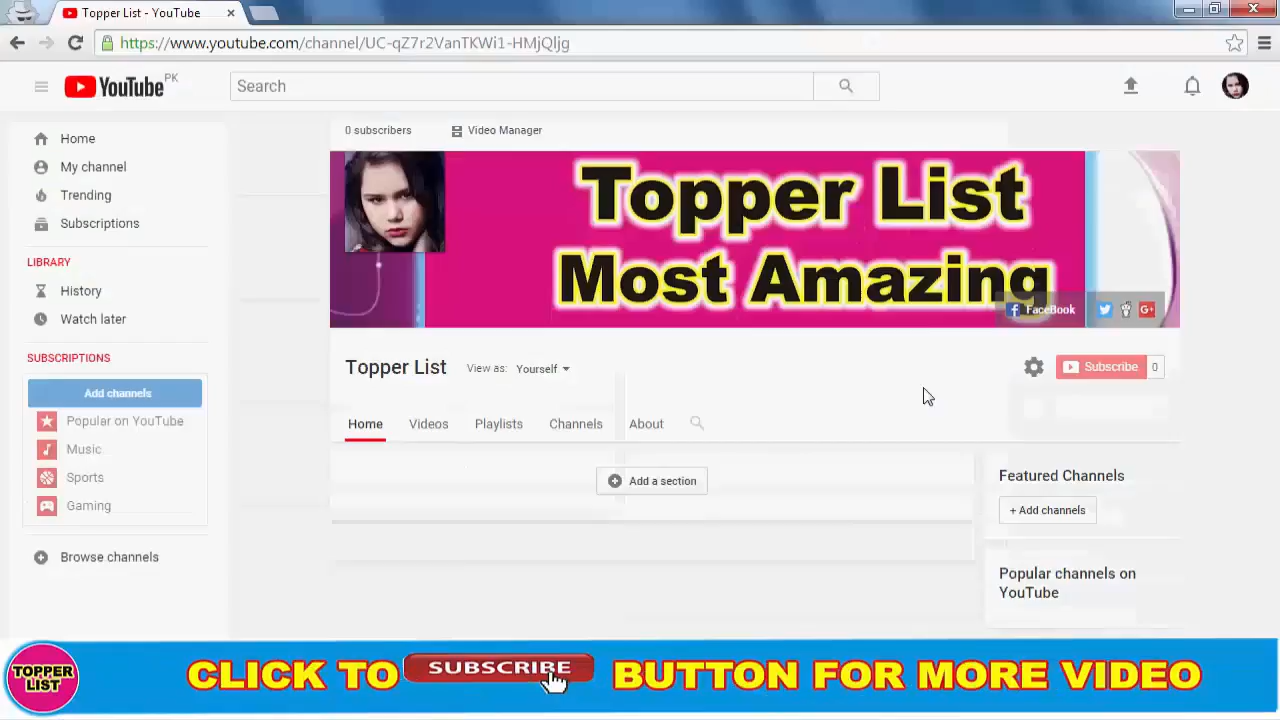 Topper List - YouTube
https://www.youtube.com/channel/UC-qZ7r2VanTKWi1-HMjQljg
YouTube PK
Search
Home
My channel
Trending
Subscriptions
LIBRARY
History
Watch later
SUBSCRIPTIONS
Add channels
Popular on YouTube
Music
Sports
Gaming
Browse channels
0 subscribers
Video Manager
Topper List
Most Amazing
FaceBook
Topper List
View as: Yourself
Subscribe 0
Home Videos Playlists Channels About
Add a section
Featured Channels
+ Add channels
Popular channels on
YouTube
TOPPER
LIST
CLICK TO SUBSCRIBE BUTTON FOR MORE VIDEO